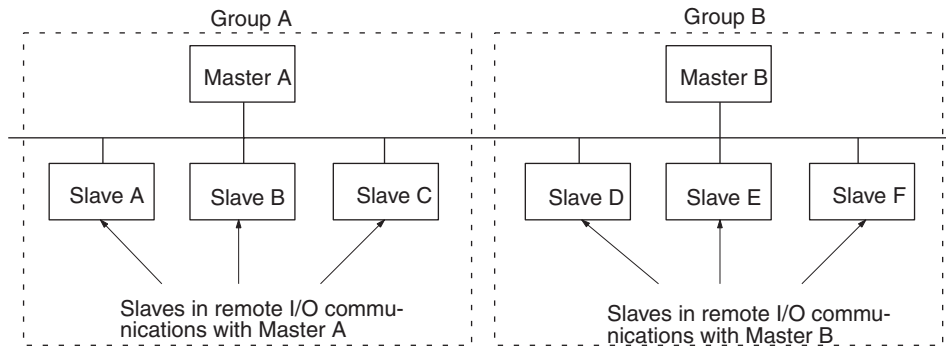 Group A
Group B
Master A
Master B
Slave A
Slave B
Slave C
Slave D
Slave E
Slave F
Slaves in remote I/O commu-
nications with Master A
Slaves in remote I/O commu-
nications with Master B